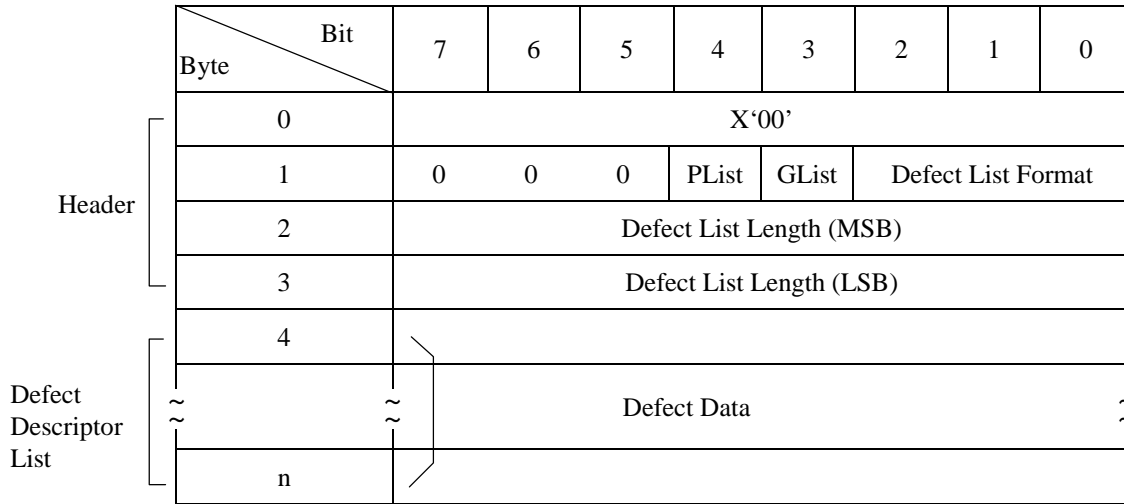 Bit
Byte
7 6 5 4 3 2 1 0
0 X‘00’
1 0 0 0 PList GList Defect List Format
Header
2 Defect List Length (MSB)
3 Defect List Length (LSB)
4
Defect
Descriptor
List
~ ~ ~
~ ~ ~
Defect Data
n